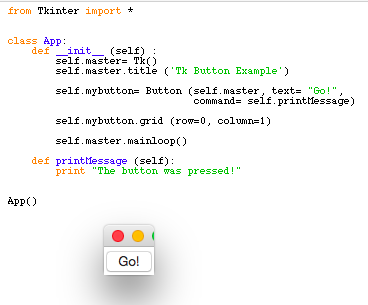 from Tkinter import *
class App:
def __init__ (self) :
self.master= Tk()
self.master.title ('Tk Button Example')
self.mybutton= Button (self.master, text= "Go!",
command= self.printMessage)
self.mybutton.grid (row=0, column=1)
self.master.mainloop()
def printMessage (self):
print "The button was pressed!"
App()
Go!